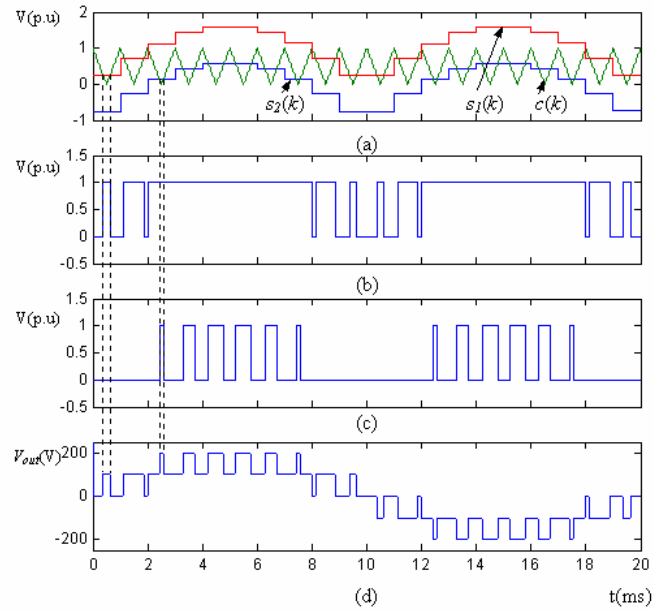 V(p.u)
2
1
0
-1
s2(k)
s1(k)
c(k)
(a)
V(p.u)
1.5
1
0.5
0
-0.5
(b)
V(p.u)
1.5
1
0.5
0
-0.5
(c)
Vout(V)
200
0
-200
0 2 4 6 8 10 12 14 16 18 20
(d)
t(ms)